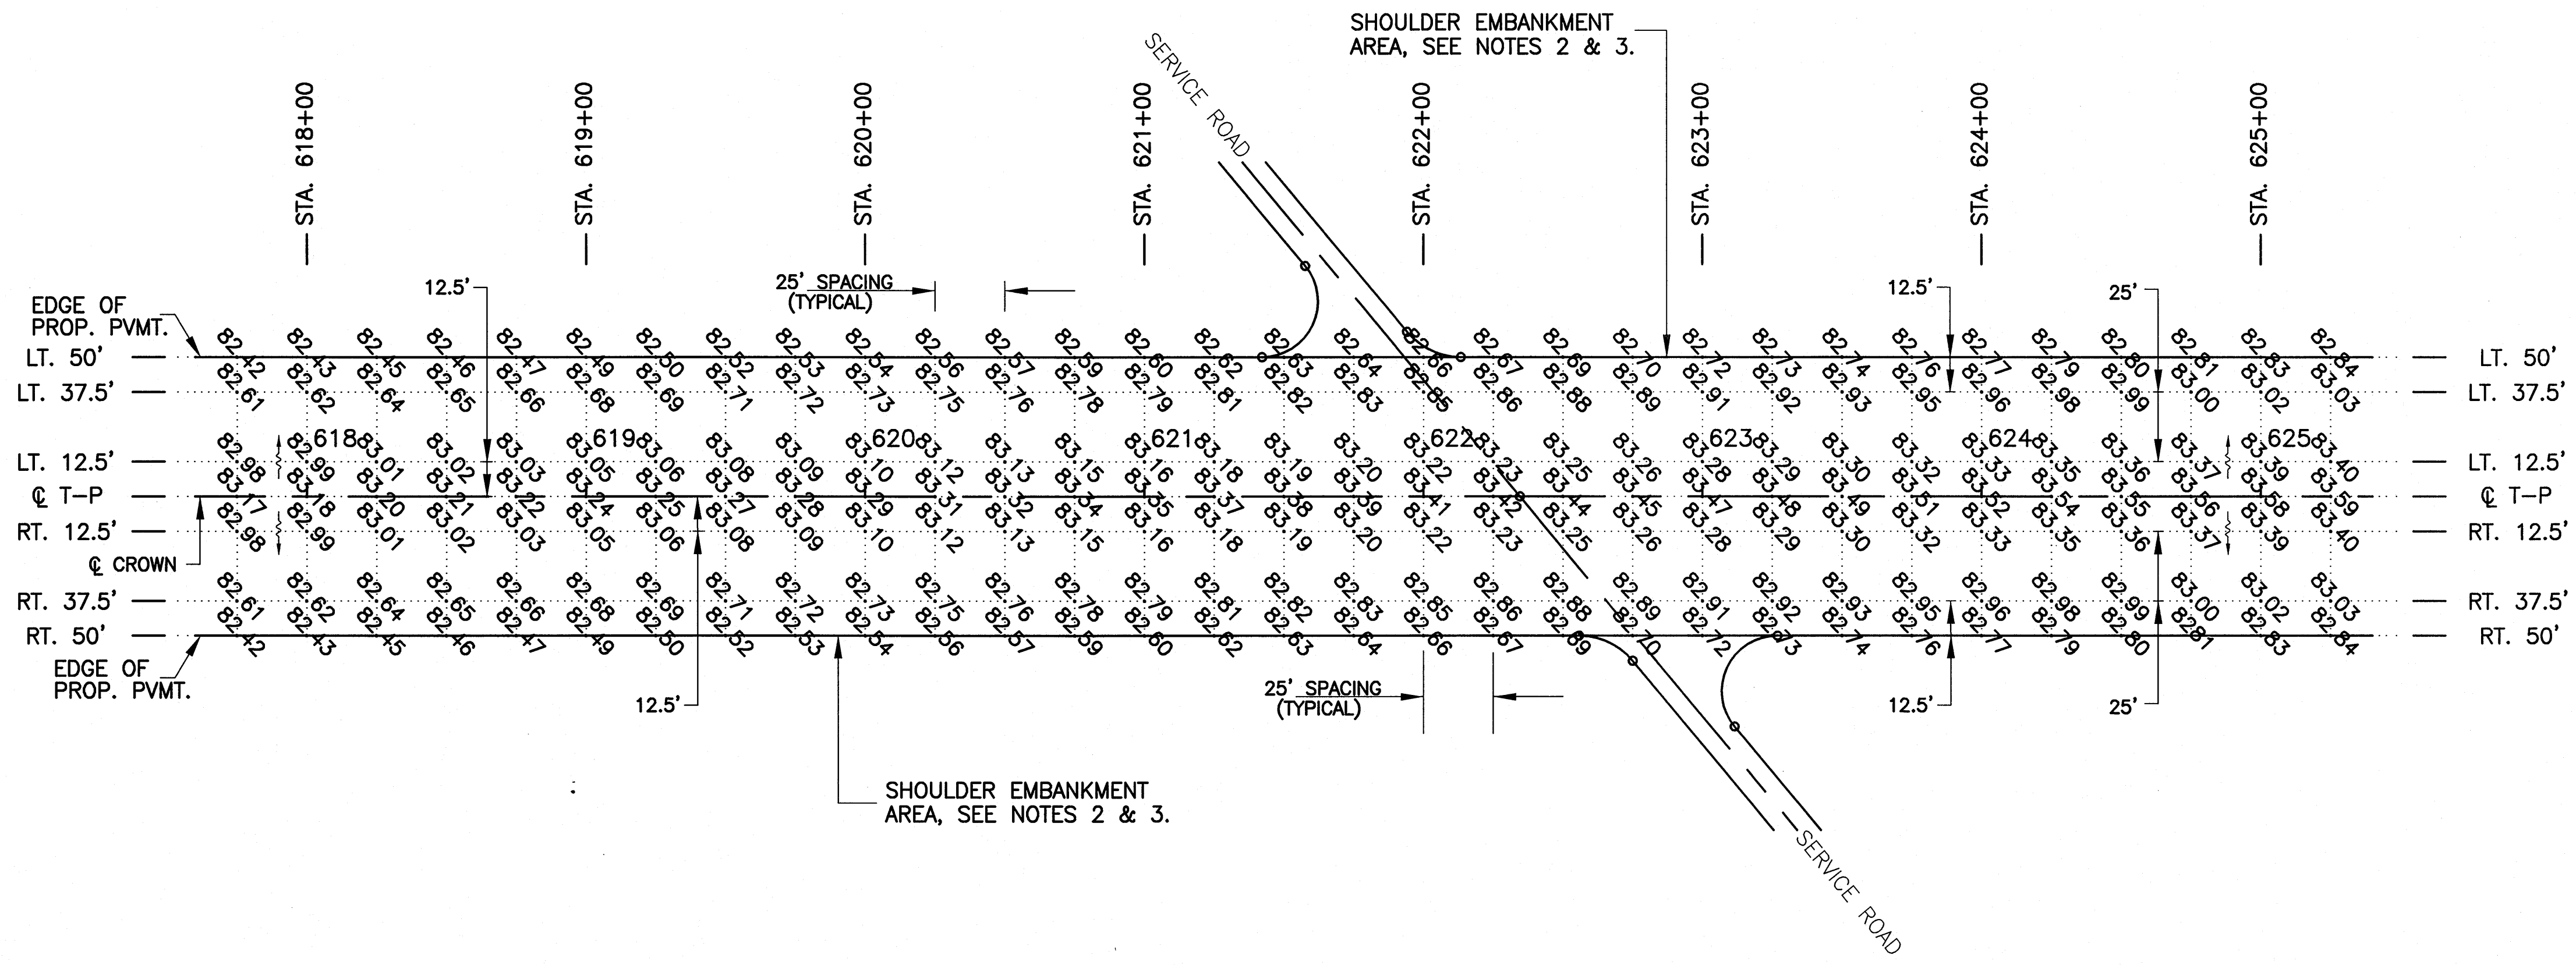 SHOULDER EMBANKMENT
AREA, SEE NOTES 2 & 3.
SERVICE ROAD
STA. 618+00
STA. 619+00
STA. 620+00
STA. 621+00
STA. 622+00
STA. 623+00
STA. 624+00
STA. 625+00
12.5'
25' SPACING
(TYPICAL)
12.5'
25'
EDGE OF
PROP. PVMT.
LT. 50' 82.42 82.43 82.45 82.46 82.47 82.49 82.50 82.52 82.53 82.54 82.56 82.57 82.59 82.60 82.62 82.63 82.64 82.66 82.67 82.69 82.70 82.72 82.73 82.74 82.76 82.77 82.79 82.80 82.81 82.83 82.84 LT. 50'
LT. 37.5' 82.61 82.62 82.64 82.65 82.66 82.68 82.69 82.71 82.72 82.73 82.75 82.76 82.78 82.79 82.81 82.82 82.83 82.85 82.86 82.88 82.89 82.91 82.92 82.93 82.95 82.96 82.98 82.99 83.00 83.02 83.03 LT. 37.5'
618 619 620 621 622 623 624 625
LT. 12.5' 82.98 82.99 83.01 83.02 83.03 83.05 83.06 83.08 83.09 83.10 83.12 83.13 83.15 83.16 83.18 83.19 83.20 83.22 83.23 83.25 83.26 83.28 83.29 83.30 83.32 83.33 83.35 83.36 83.37 83.39 83.40 LT. 12.5'
℄ T-P 83.17 83.18 83.20 83.21 83.22 83.24 83.25 83.27 83.28 83.29 83.31 83.32 83.34 83.35 83.37 83.38 83.39 83.41 83.42 83.44 83.45 83.47 83.48 83.49 83.51 83.52 83.54 83.55 83.56 83.58 83.59 ℄ T-P
RT. 12.5' 82.98 82.99 83.01 83.02 83.03 83.05 83.06 83.08 83.09 83.10 83.12 83.13 83.15 83.16 83.18 83.19 83.20 83.22 83.23 83.25 83.26 83.28 83.29 83.30 83.32 83.33 83.35 83.36 83.37 83.39 83.40 RT. 12.5'
℄ CROWN
RT. 37.5' 82.61 82.62 82.64 82.65 82.66 82.68 82.69 82.71 82.72 82.73 82.75 82.76 82.78 82.79 82.81 82.82 82.83 82.85 82.86 82.88 82.89 82.91 82.92 82.93 82.95 82.96 82.98 82.99 83.00 83.02 83.03 RT. 37.5'
RT. 50' 82.42 82.43 82.45 82.46 82.47 82.49 82.50 82.52 82.53 82.54 82.56 82.57 82.59 82.60 82.62 82.63 82.64 82.66 82.67 82.69 82.70 82.72 82.73 82.74 82.76 82.77 82.79 82.80 82.81 82.83 82.84 RT. 50'
EDGE OF
PROP. PVMT.
12.5'
25' SPACING
(TYPICAL)
12.5'
25'
SHOULDER EMBANKMENT
AREA, SEE NOTES 2 & 3.
SERVICE ROAD